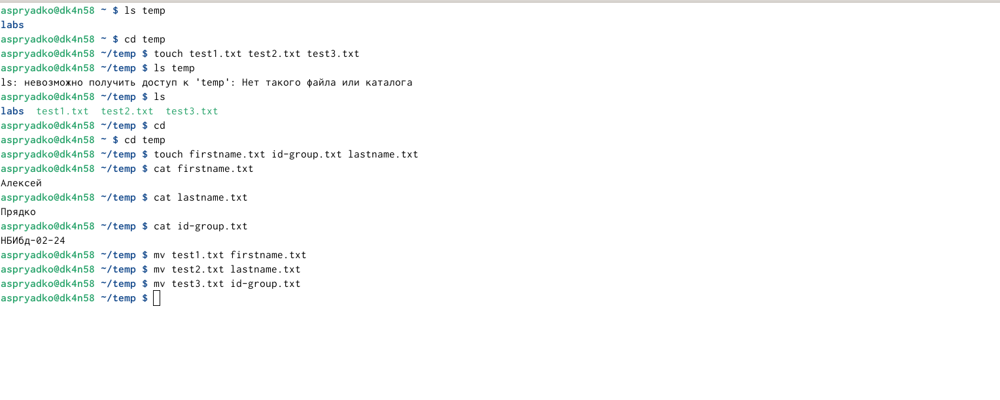 aspryadko@dk4n58 ~ $ ls temp
labs
aspryadko@dk4n58 ~ $ cd temp
aspryadko@dk4n58 ~/temp $ touch test1.txt test2.txt test3.txt
aspryadko@dk4n58 ~/temp $ ls temp
ls: невозможно получить доступ к 'temp': Нет такого файла или каталога
aspryadko@dk4n58 ~/temp $ ls
labs  test1.txt  test2.txt  test3.txt
aspryadko@dk4n58 ~/temp $ cd
aspryadko@dk4n58 ~ $ cd temp
aspryadko@dk4n58 ~/temp $ touch firstname.txt id-group.txt lastname.txt
aspryadko@dk4n58 ~/temp $ cat firstname.txt
Алексей
aspryadko@dk4n58 ~/temp $ cat lastname.txt
Прядко
aspryadko@dk4n58 ~/temp $ cat id-group.txt
НБИбд-02-24
aspryadko@dk4n58 ~/temp $ mv test1.txt firstname.txt
aspryadko@dk4n58 ~/temp $ mv test2.txt lastname.txt
aspryadko@dk4n58 ~/temp $ mv test3.txt id-group.txt
aspryadko@dk4n58 ~/temp $